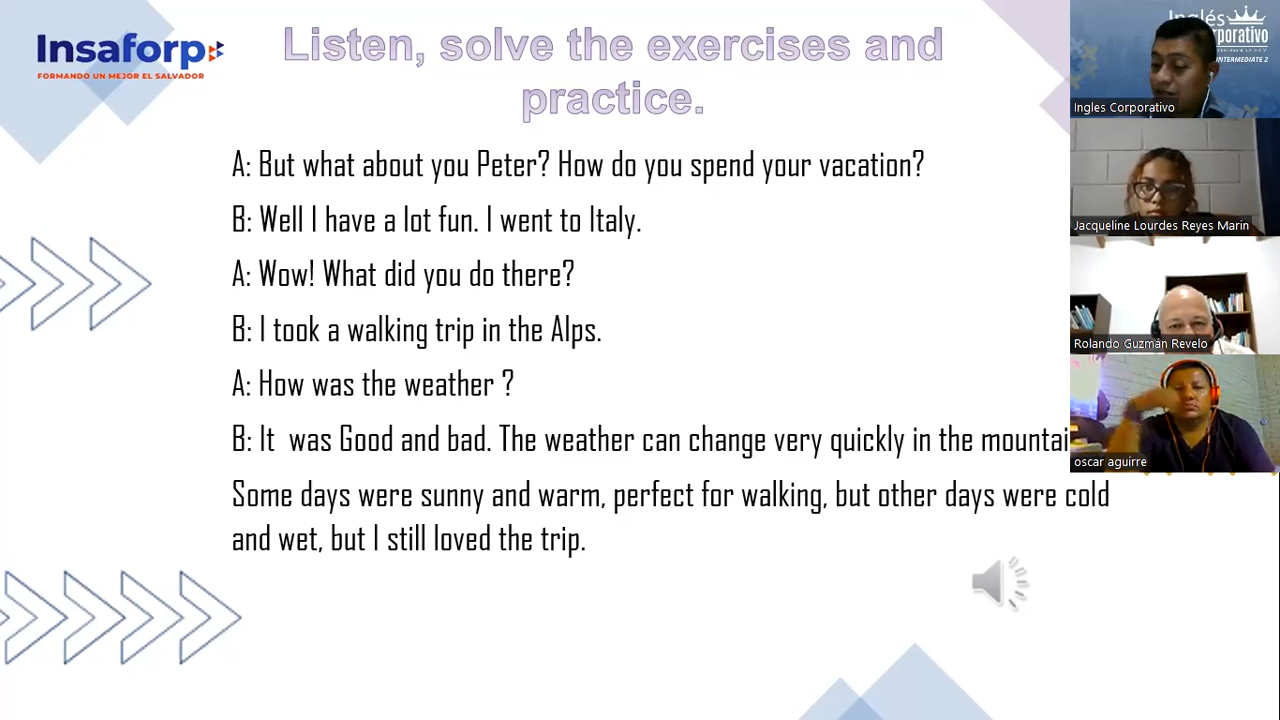 Insaforp
FORMANDO UN MEJOR EL SALVADOR
Listen, solve the exercises and
practice.
A: But what about you Peter? How do you spend your vacation?
B: Well I have a lot fun. I went to Italy.
A: Wow! What did you do there?
B: I took a walking trip in the Alps.
A: How was the weather ?
B: It was Good and bad. The weather can change very quickly in the
Some days were sunny and warm, perfect for walking, but other days were cold
and wet, but I still loved the trip.
Inglés
INTERMEDIATE 2
Ingles Corporativo
Jacqueline Lourdes Reyes Marin
Rolando Guzmán Revelo
oscar aguirre